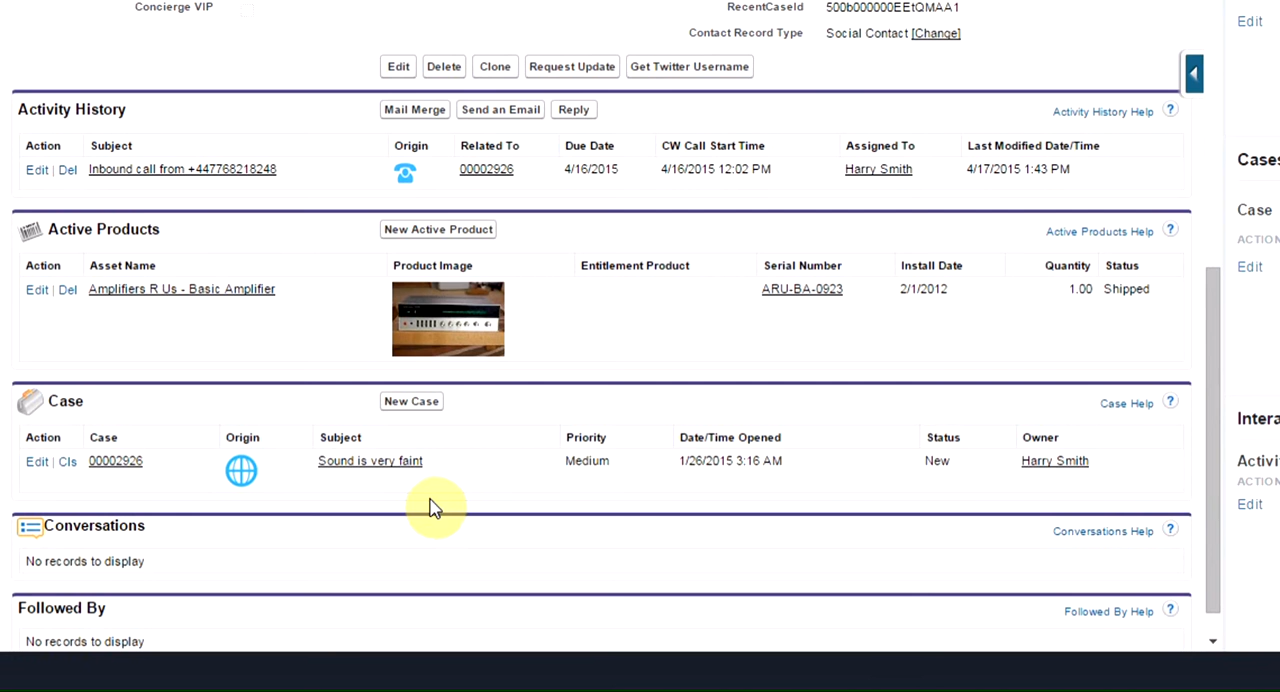 Concierge VIP RecentCaseId 500b000000EEtQMAA1
Contact Record Type Social Contact [Change]
Edit
Edit Delete Clone Request Update Get Twitter Username
Activity History Mail Merge Send an Email Reply Activity History Help ?
Action Subject Origin Related To Due Date CW Call Start Time Assigned To Last Modified Date/Time
Edit | Del Inbound call from +447768218248 00002926 4/16/2015 4/16/2015 12:02 PM Harry Smith 4/17/2015 1:43 PM
Active Products New Active Product Active Products Help ?
Action Asset Name Product Image Entitlement Product Serial Number Install Date Quantity Status
Edit | Del Amplifiers R Us - Basic Amplifier ARU-BA-0923 2/1/2012 1.00 Shipped
Case New Case Case Help ?
Action Case Origin Subject Priority Date/Time Opened Status Owner
Edit | Cls 00002926 Sound is very faint Medium 1/26/2015 3:16 AM New Harry Smith
Conversations Conversations Help ?
No records to display
Followed By Followed By Help ?
No records to display
Cases
Case
ACTION
Edit
Intera
Activi
ACTION
Edit